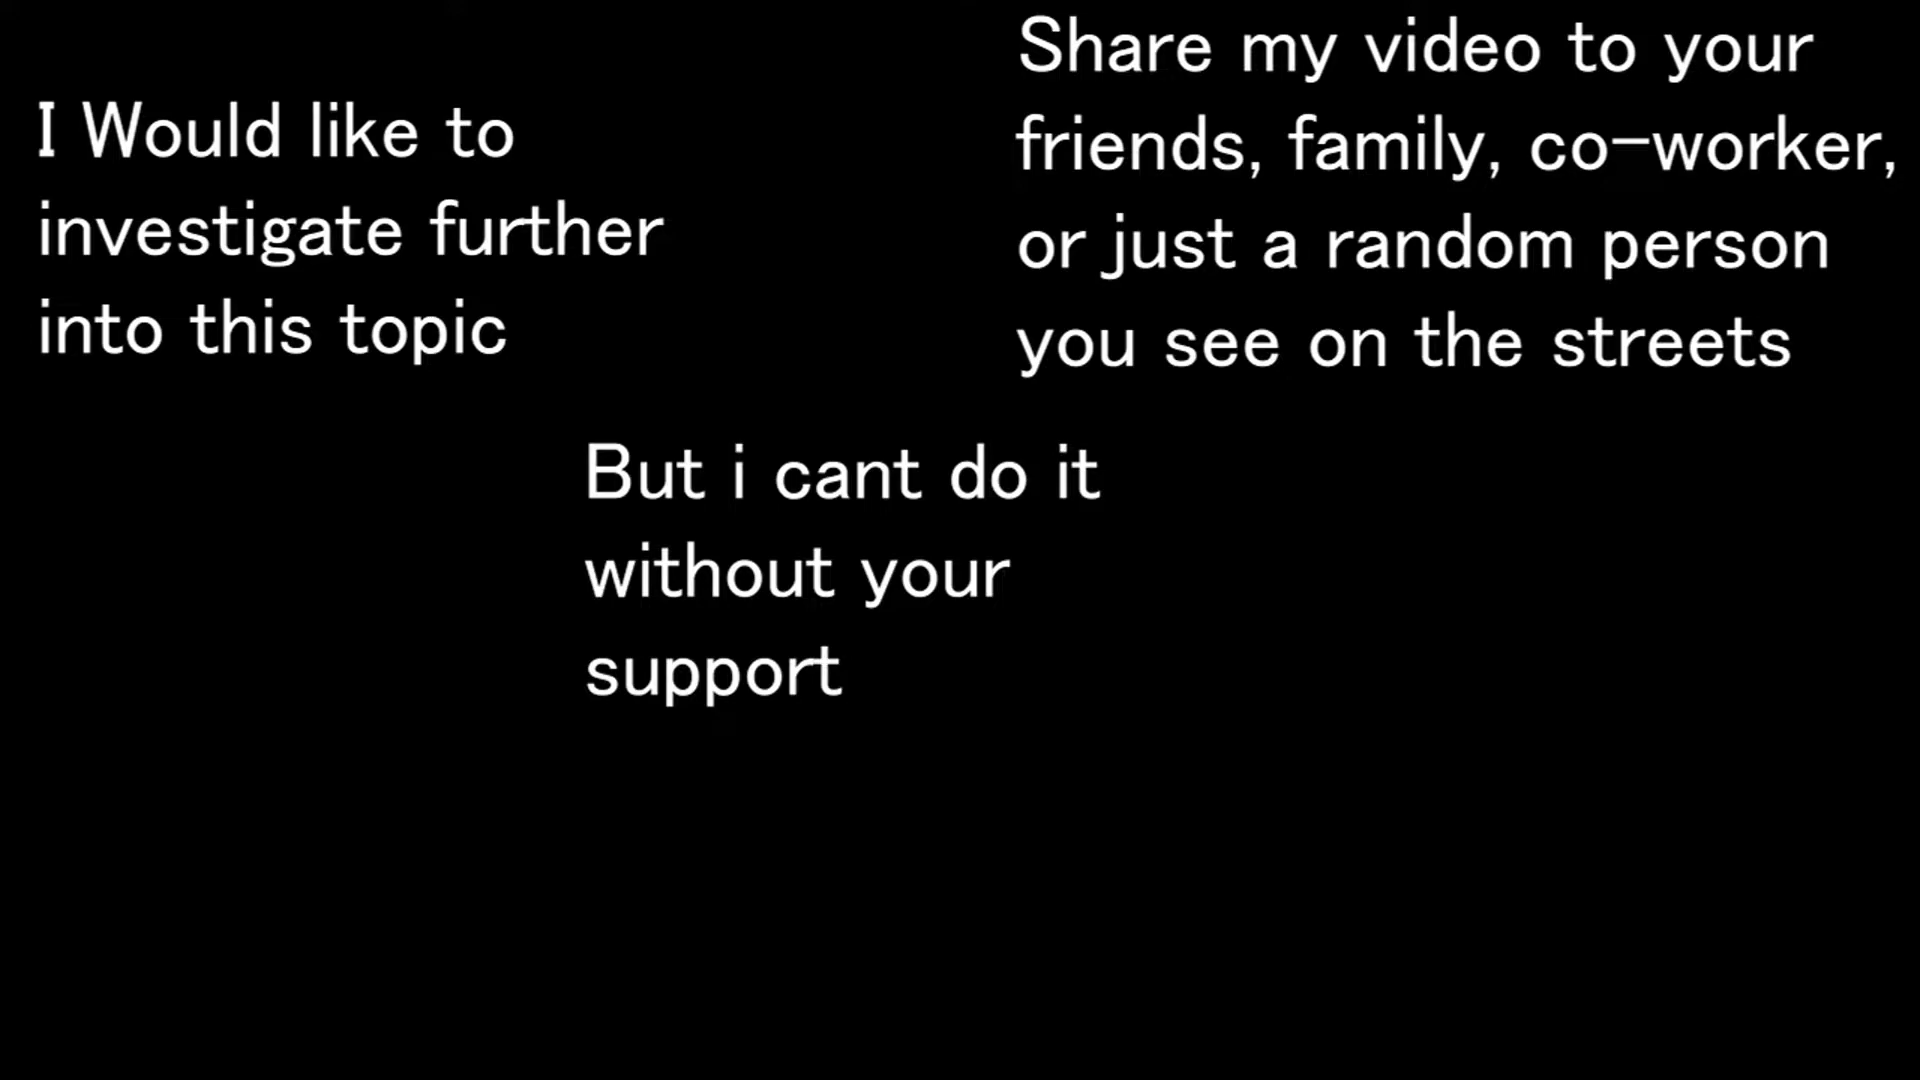 I Would like to
investigate further
into this topic
But i cant do it
without your
support
Share my video to your
friends, family, co-worker,
or just a random person
you see on the streets